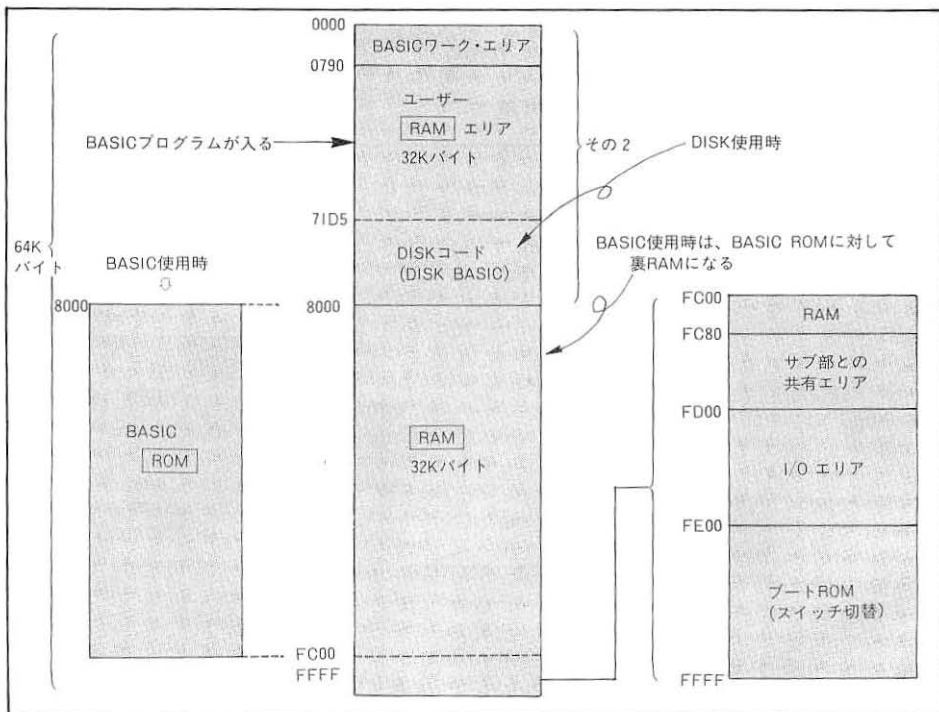 0000
BASICワーク・エリア
0790
ユーザー
RAM エリア
32Kバイト
BASICプログラムが入る
その2
DISK使用時
71D5
DISKコード
(DISK BASIC)
64K
バイト
BASIC使用時
BASIC使用時は、BASIC ROMに対して
裏RAMになる
8000
8000
BASIC
ROM
RAM
32Kバイト
FC00
FFFF
FC00
RAM
FC80
サブ部との
共有エリア
FD00
I/O エリア
FE00
ブートROM
(スイッチ切替)
FFFF